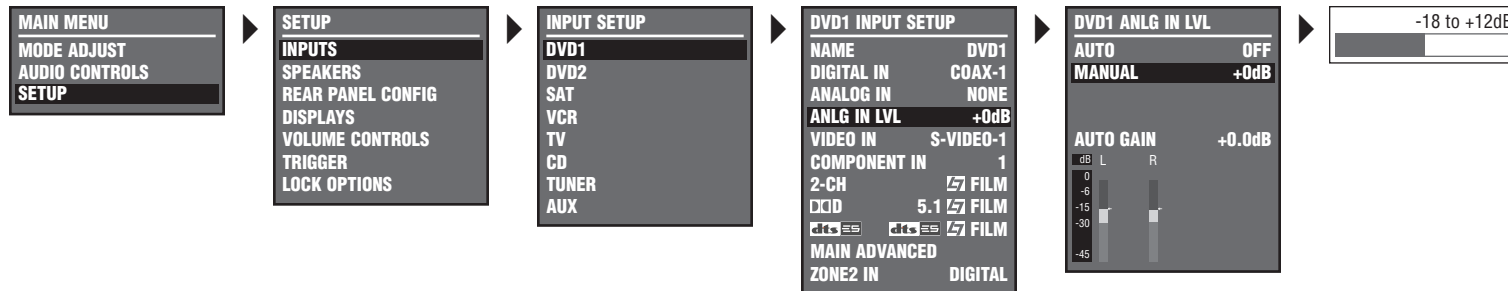 MAIN MENU
MODE ADJUST
AUDIO CONTROLS
SETUP
SETUP
INPUTS
SPEAKERS
REAR PANEL CONFIG
DISPLAYS
VOLUME CONTROLS
TRIGGER
LOCK OPTIONS
INPUT SETUP
DVD1
DVD2
SAT
VCR
TV
CD
TUNER
AUX
DVD1 INPUT SETUP
NAME DVD1
DIGITAL IN COAX-1
ANALOG IN NONE
ANLG IN LVL +0dB
VIDEO IN S-VIDEO-1
COMPONENT IN 1
2-CH FILM
D 5.1 FILM
dts ES dts ES FILM
MAIN ADVANCED
ZONE2 IN DIGITAL
DVD1 ANLG IN LVL
AUTO OFF
MANUAL +0dB
AUTO GAIN +0.0dB
dB L R
0
-6
-15
-30
-45
-18 to +12dB